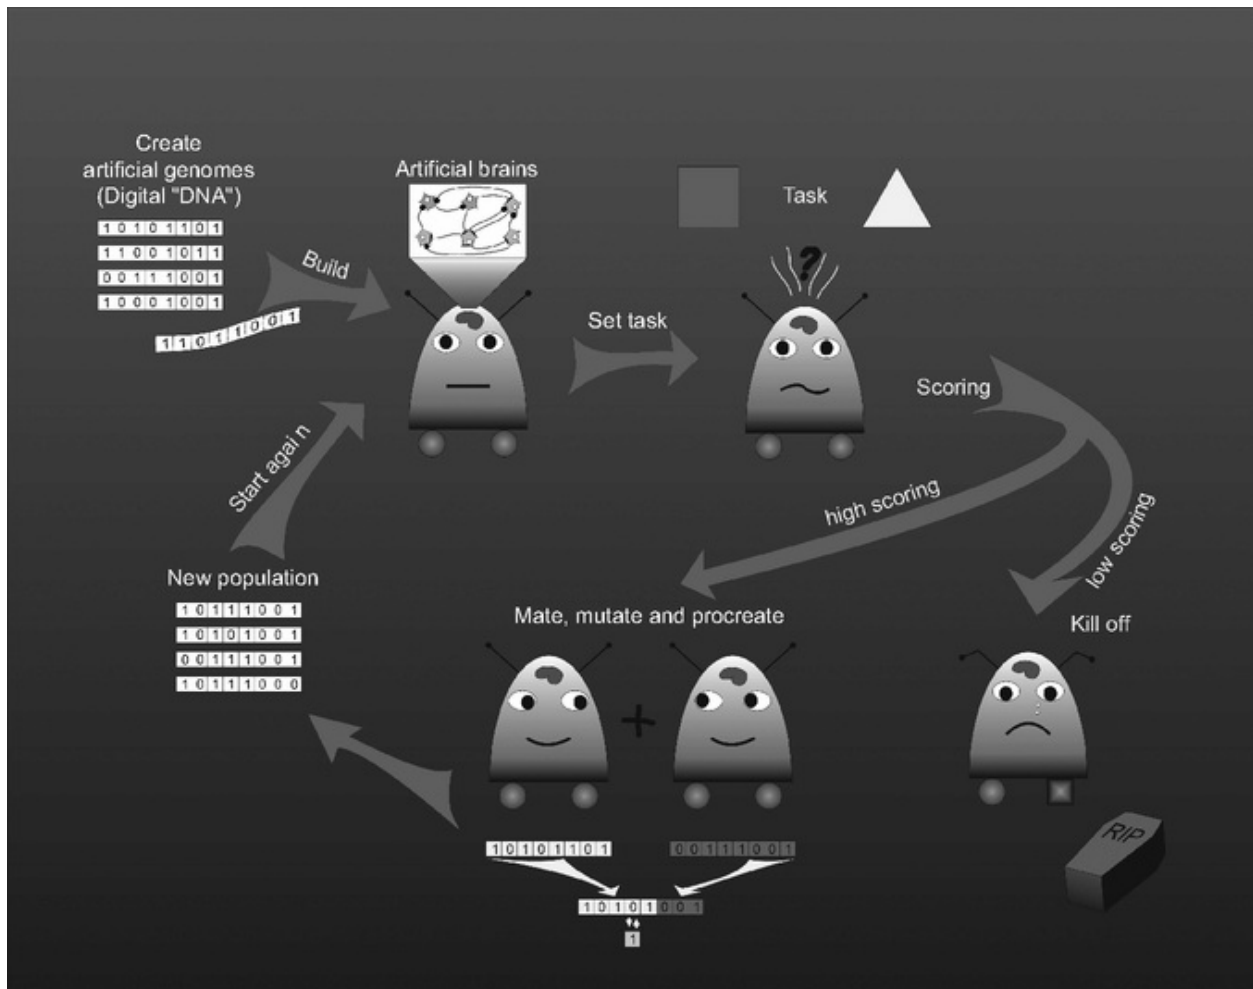 Create
artificial genomes
(Digital "DNA")
1 0 1 0 1 1 0 1
1 1 0 0 1 0 1 1
0 0 1 1 1 0 0 1
1 0 0 0 1 0 0 1
1 1 0 1 1 0 0 1
Build
Artificial brains
Set task
Task
?
Scoring
high scoring
low scoring
Kill off
RIP
Mate, mutate and procreate
+
1 0 1 0 1 1 0 1
0 0 1 1 1 0 0 1
1 0 1 0 1 0 0 1
1
New population
1 0 1 1 1 0 0 1
1 0 1 0 1 0 0 1
0 0 1 1 1 0 0 1
1 0 1 1 1 0 0 0
Start again